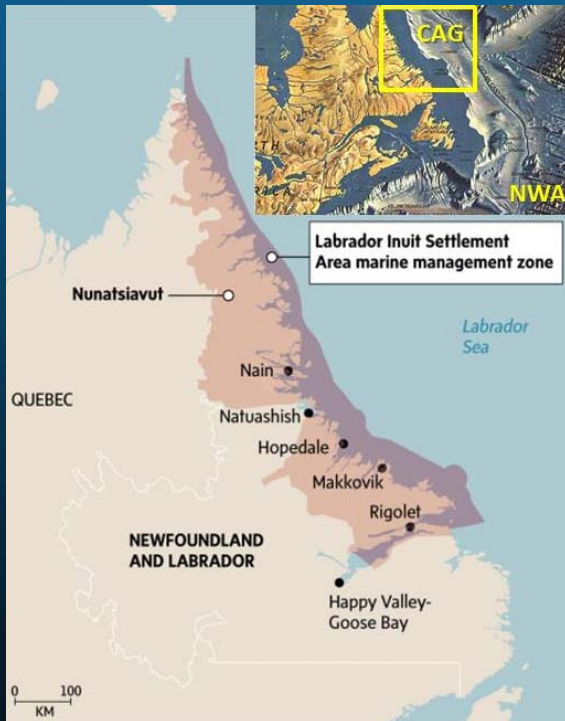 CAG
NWA
Labrador Inuit Settlement
Area marine management zone
Nunatsiavut
Labrador
Sea
Nain
QUEBEC
Natuashish
Hopedale
Makkovik
Rigolet
NEWFOUNDLAND
AND LABRADOR
Happy Valley-
Goose Bay
0 100
KM